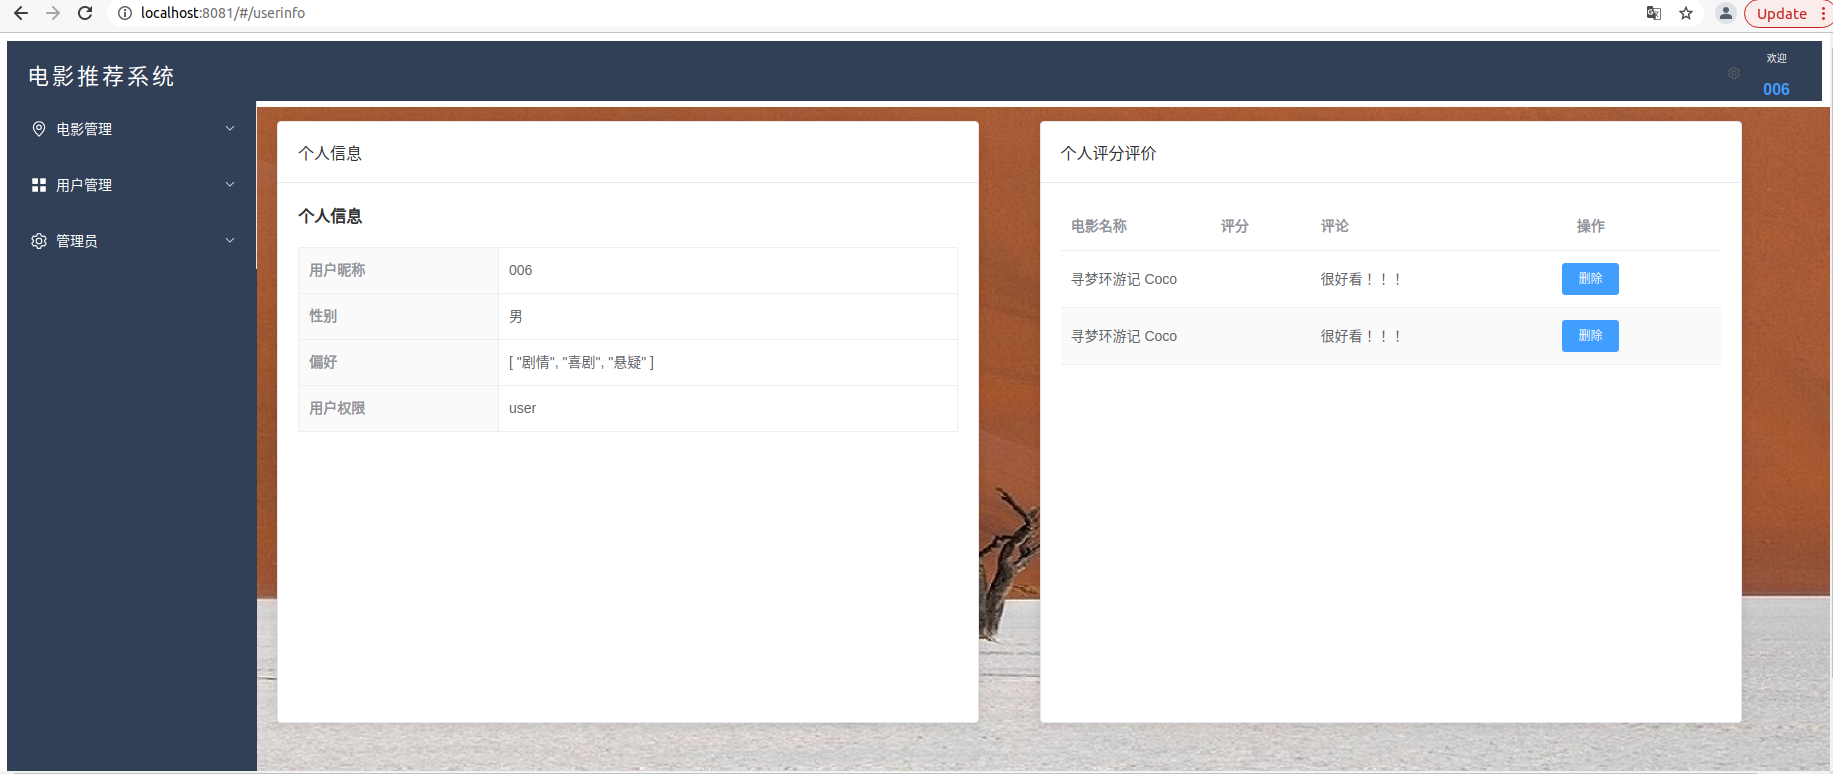 localhost:8081/#/userinfo
Update
电影推荐系统
欢迎
006
电影管理
用户管理
管理员
个人信息
个人信息
用户昵称 006
性别 男
偏好 [ "剧情", "喜剧", "悬疑" ]
用户权限 user
个人评分评价
电影名称 评分 评论 操作
寻梦环游记 Coco 很好看！！！ 删除
寻梦环游记 Coco 很好看！！！ 删除